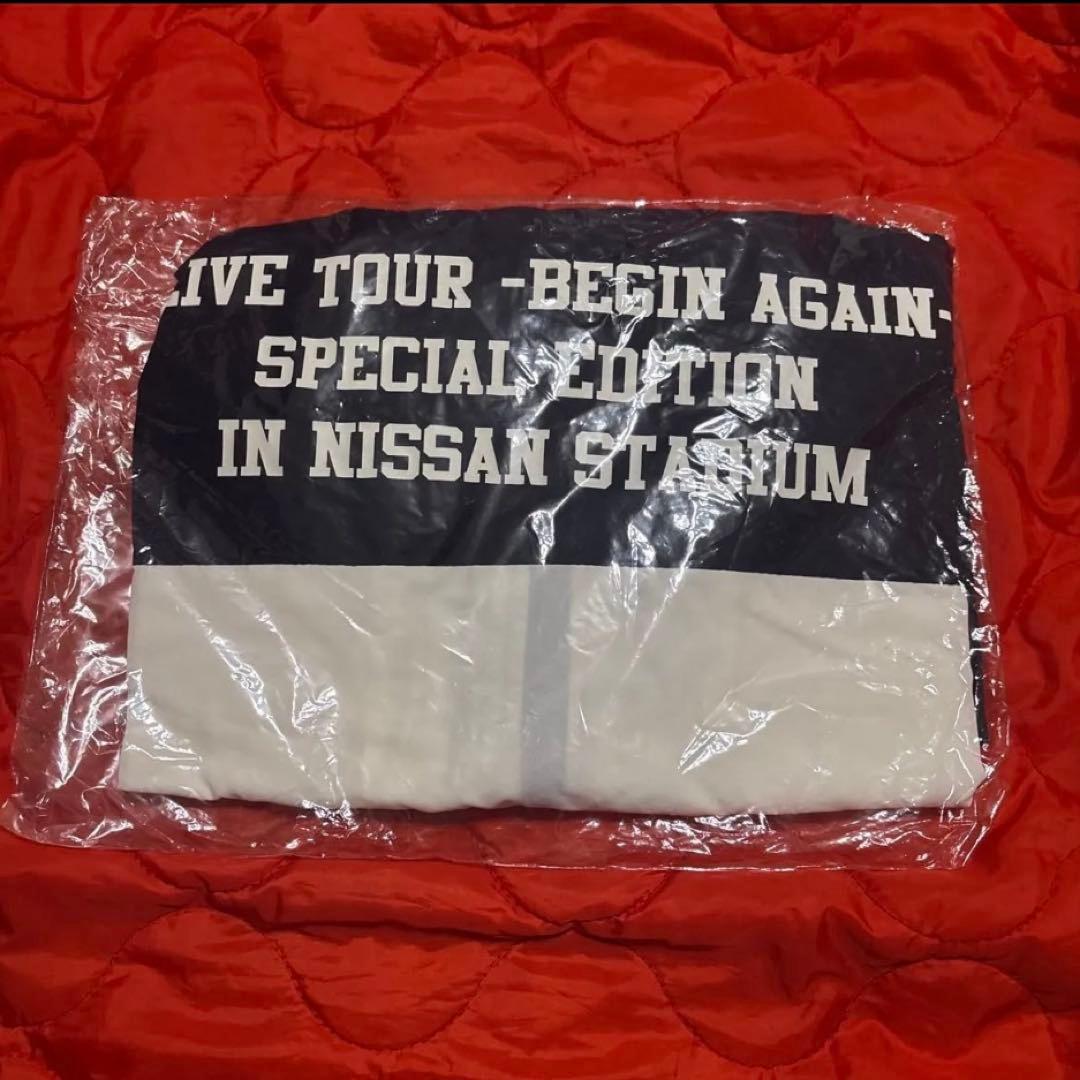 LIVE TOUR -BEGIN AGAIN-
SPECIAL EDITION
IN NISSAN STADIUM